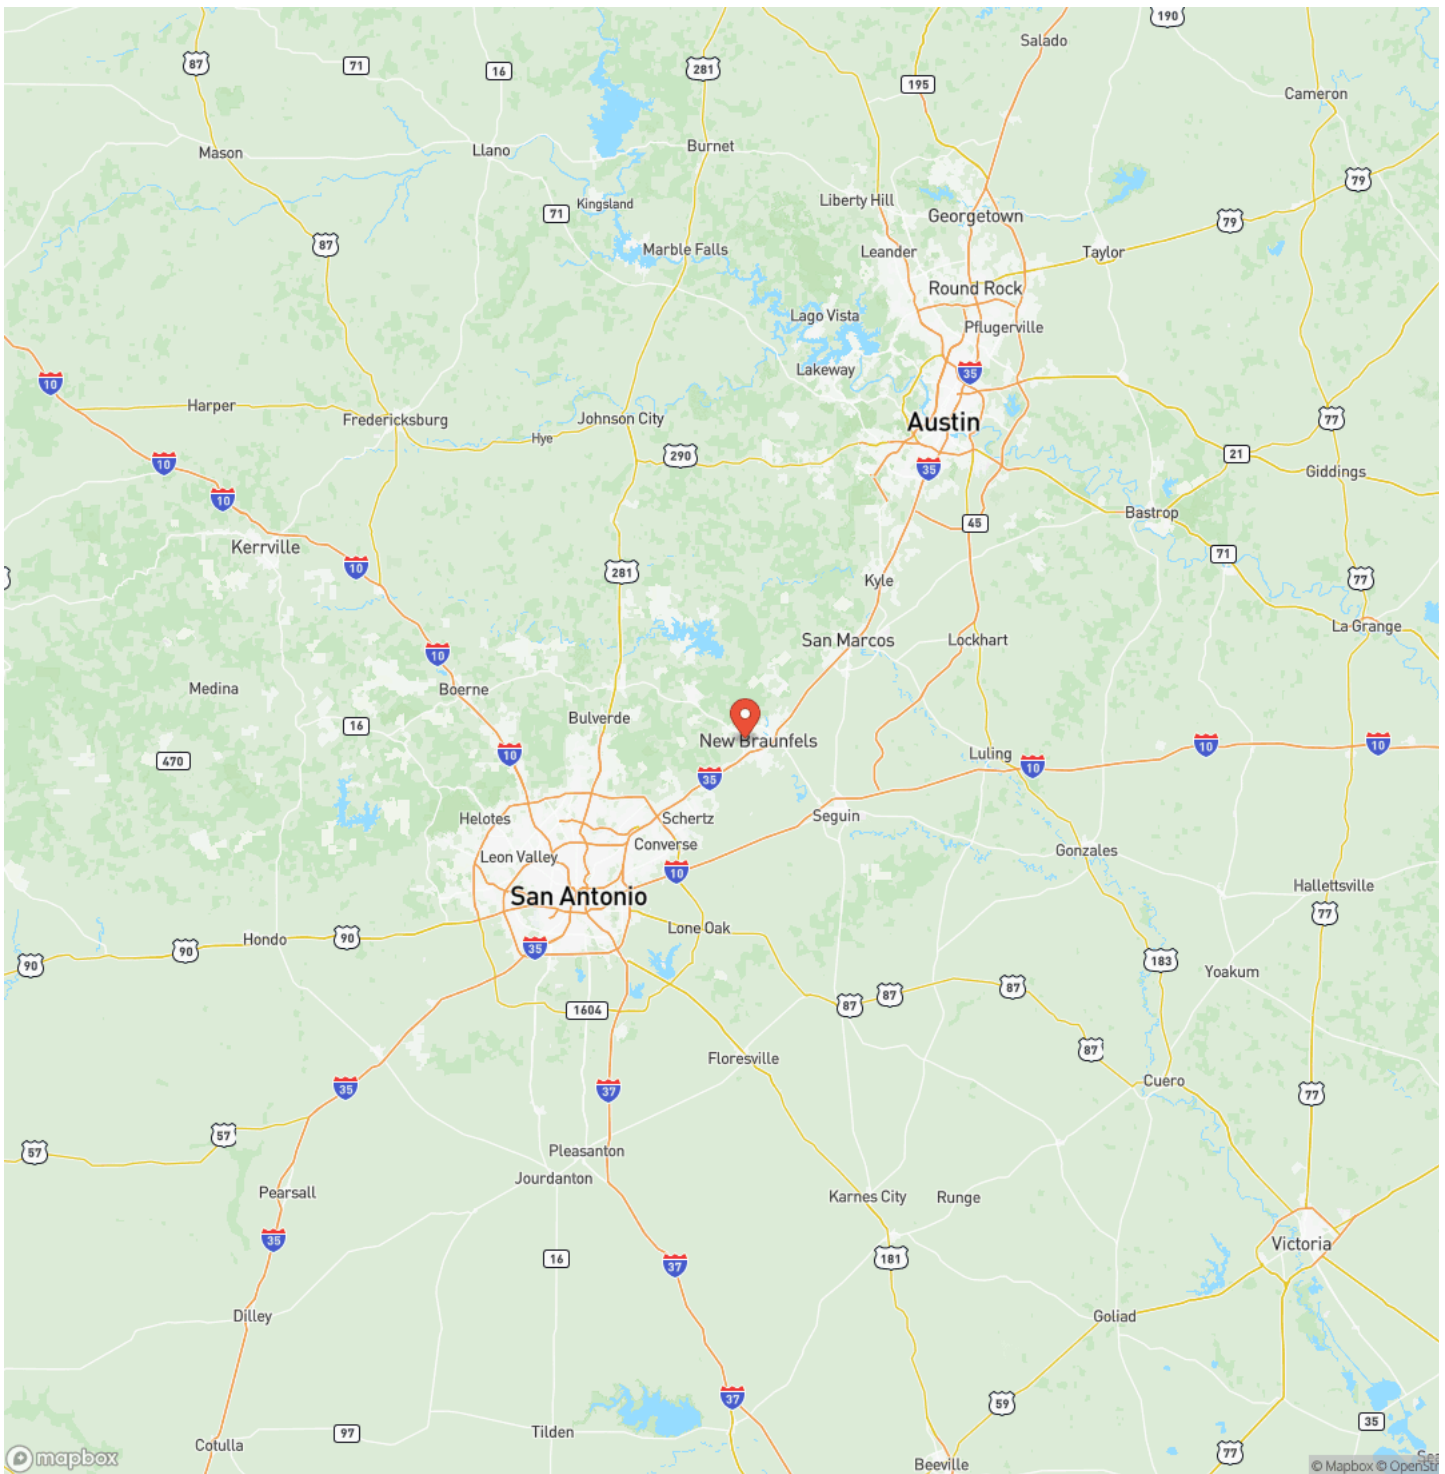 190
Salado
87
71
16
281
195
Cameron
Mason
Llano
Burnet
79
Kingsland
71
Liberty Hill
Georgetown
79
87
Marble Falls
Leander
Taylor
Round Rock
Lago Vista
Pflugerville
10
Lakeway
35
Harper
Fredericksburg
Johnson City
Hye
Austin
77
10
290
35
21
Giddings
10
45
Bastrop
Kerrville
10
281
71
Kyle
77
10
San Marcos
Lockhart
La Grange
Medina
Boerne
16
Bulverde
470
10
New Braunfels
35
Luling
10
10
10
Helotes
Schertz
Seguin
Leon Valley
Converse
10
Gonzales
San Antonio
Hallettsville
77
Hondo
90
90
90
35
Lone Oak
183
Yoakum
87
87
87
1604
87
Floresville
35
37
Cuero
77
57
57
Pleasanton
Jourdanton
Pearsall
Karnes City
Runge
35
16
37
181
Victoria
Dilley
Goliad
37
59
97
Tilden
35
Cotulla
Beeville
77
mapbox
© Mapbox © OpenStr